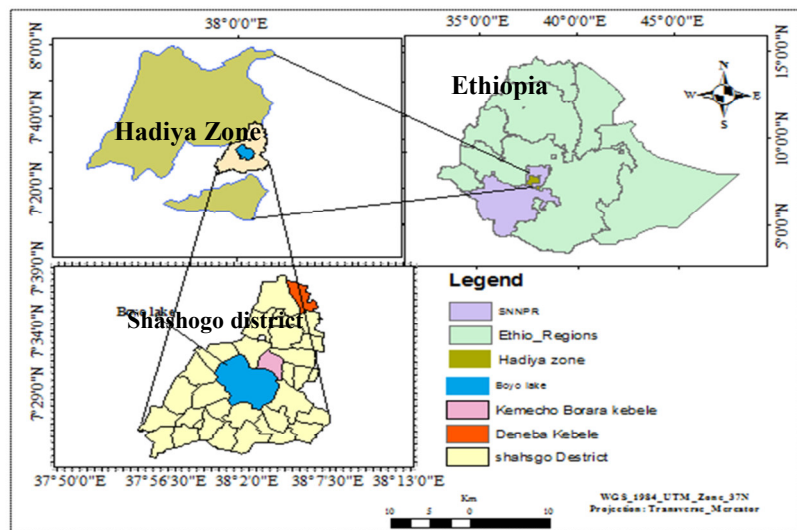 38°0'0"E
35°0'0"E 40°0'0"E 45°0'0"E
8°0'0"N
7°40'0"N
7°20'0"N
Hadiya Zone
Ethiopia
N
W E
S
15°0'0"N
10°0'0"N
5°0'0"N
7°39'0"N
7°34'0"N
7°29'0"N
Boyo lake
Shashogo district
37°50'0"E 37°56'30"E 38°2'0"E 38°7'30"E 38°13'0"E
Legend
SNNPR
Ethio_Regions
Hadiya zone
Boyo lake
Kemecho Borara kebele
Deneba Kebele
shahsgo Destrict
Km
10 5 0 10
WGS_1984_UTM_Zone_37N
Projection: Transverse_Mercator